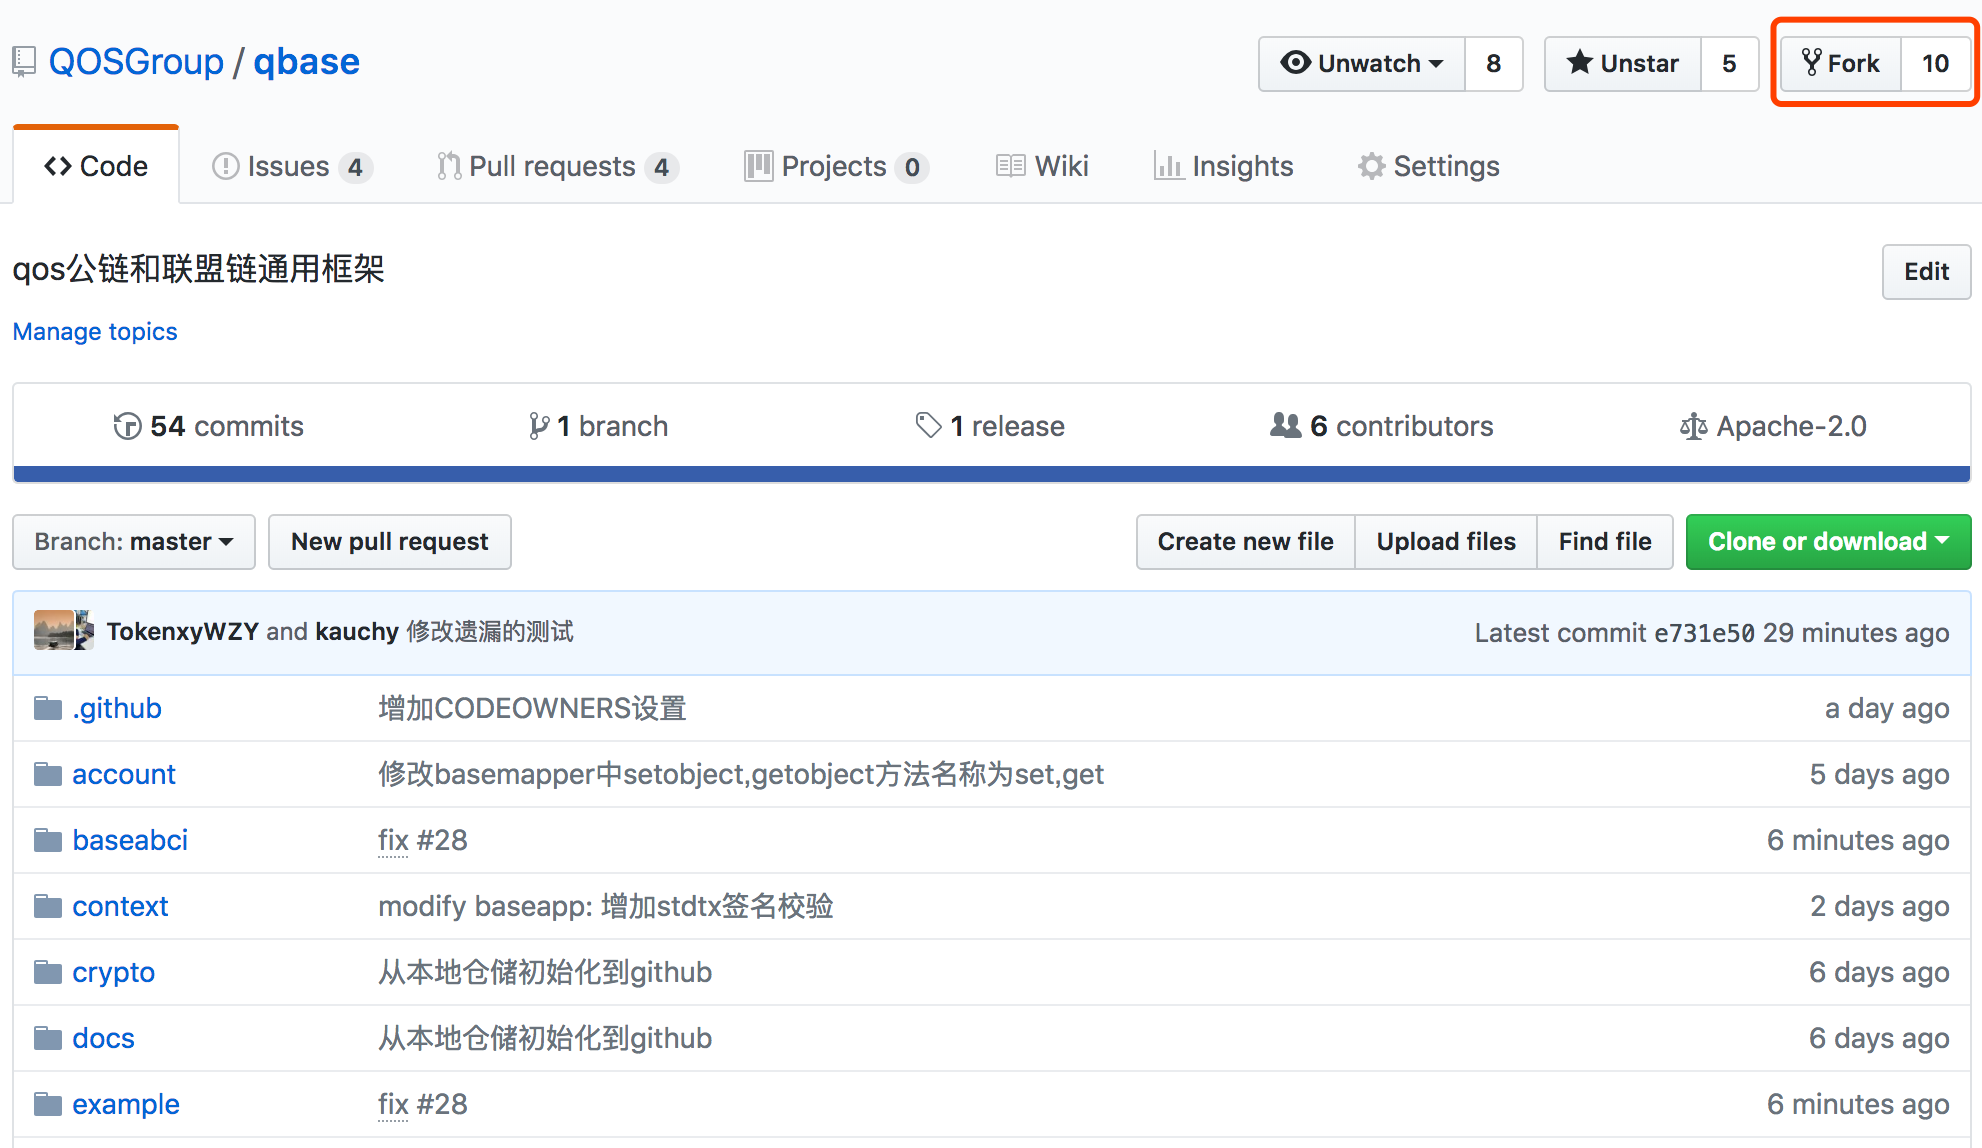 QOSGroup / qbase
Unwatch 8 Unstar 5 Fork 10
Code Issues 4 Pull requests 4 Projects 0 Wiki Insights Settings
qos公链和联盟链通用框架 Edit
Manage topics
54 commits 1 branch 1 release 6 contributors Apache-2.0
Branch: master New pull request Create new file Upload files Find file Clone or download
TokenxyWZY and kauchy 修改遗漏的测试 Latest commit e731e50 29 minutes ago
.github 增加CODEOWNERS设置 a day ago
account 修改basemapper中setobject,getobject方法名称为set,get 5 days ago
baseabci fix #28 6 minutes ago
context modify baseapp: 增加stdtx签名校验 2 days ago
crypto 从本地仓储初始化到github 6 days ago
docs 从本地仓储初始化到github 6 days ago
example fix #28 6 minutes ago